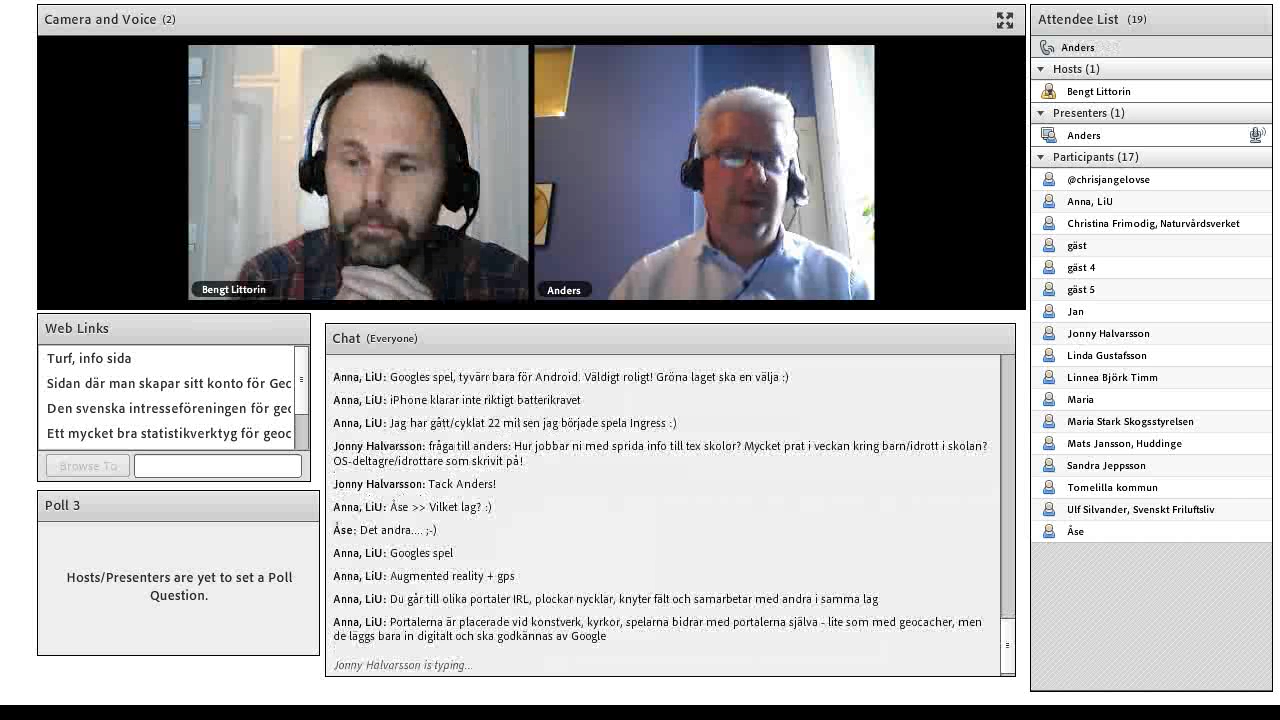 Camera and Voice (2)
Bengt Littorin
Anders
Web Links
Turf, info sida
Sidan där man skapar sitt konto för Geo
Den svenska intresseföreningen för geo
Ett mycket bra statistikverktyg för geoc
Browse To
Poll 3
Hosts/Presenters are yet to set a Poll
Question.
Chat (Everyone)
Anna, LiU: Googles spel, tyvärr bara för Android. Väldigt roligt! Gröna laget ska en välja :)
Anna, LiU: iPhone klarar inte riktigt batterikravet
Anna, LiU: Jag har gått/cyklat 22 mil sen jag började spela Ingress :)
Jonny Halvarsson: fråga till anders: Hur jobbar ni med sprida info till tex skolor? Mycket prat i veckan kring barn/idrott i skolan?
OS-deltagre/idrottare som skrivit på!
Jonny Halvarsson: Tack Anders!
Anna, LiU: Åse >> Vilket lag? :)
Åse: Det andra.... ;-)
Anna, LiU: Googles spel
Anna, LiU: Augmented reality + gps
Anna, LiU: Du går till olika portaler IRL, plockar nycklar, knyter fält och samarbetar med andra i samma lag
Anna, LiU: Portalerna är placerade vid konstverk, kyrkor, spelarna bidrar med portalerna själva - lite som med geocacher, men
de läggs bara in digitalt och ska godkännas av Google
Jonny Halvarsson is typing...
Attendee List (19)
Anders
Hosts (1)
Bengt Littorin
Presenters (1)
Anders
Participants (17)
@chrisjangelovse
Anna, LiU
Christina Frimodig, Naturvårdsverket
gäst
gäst 4
gäst 5
Jan
Jonny Halvarsson
Linda Gustafsson
Linnea Björk Timm
Maria
Maria Stark Skogsstyrelsen
Mats Jansson, Huddinge
Sandra Jeppsson
Tomelilla kommun
Ulf Silvander, Svenskt Friluftsliv
Åse